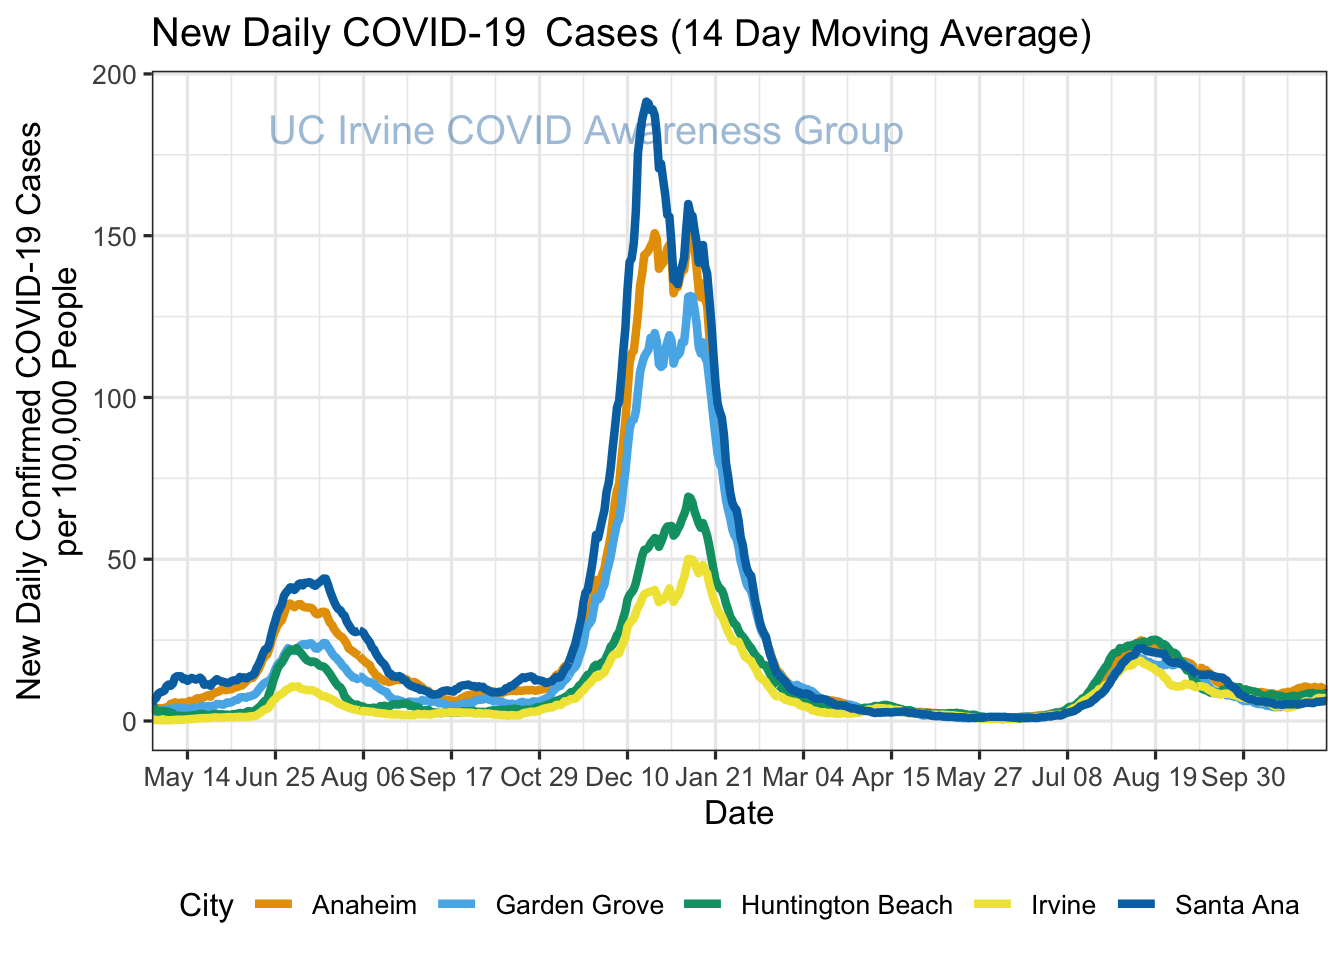 New Daily COVID-19 Cases (14 Day Moving Average)
UC Irvine COVID Awareness Group
New Daily Confirmed COVID-19 Cases
per 100,000 People
200
150
100
50
0
May 14 Jun 25 Aug 06 Sep 17 Oct 29 Dec 10 Jan 21 Mar 04 Apr 15 May 27 Jul 08 Aug 19 Sep 30
Date
City Anaheim Garden Grove Huntington Beach Irvine Santa Ana